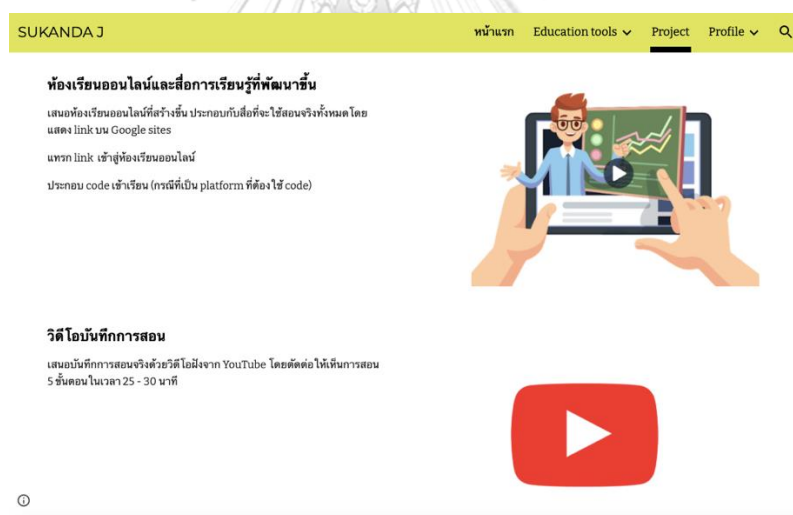 SUKANDA J
หน้าแรก Education tools Project Profile
ห้องเรียนออนไลน์และสื่อการเรียนรู้ที่พัฒนาขึ้น
เสนอห้องเรียนออนไลน์ที่สร้างขึ้น ประกอบกับสื่อที่จะใช้สอนจริงทั้งหมด โดย
แสดง link บน Google sites
แทรก link เข้าสู่ห้องเรียนออนไลน์
ประกอบ code เข้าเรียน (กรณีที่เป็น platform ที่ต้องใช้ code)
วิดีโอบันทึกการสอน
เสนอบันทึกการสอนจริงด้วยวิดีโอฝังจาก YouTube โดยตัดต่อ ให้เห็นการสอน
5 ขั้นตอน ในเวลา 25 - 30 นาที